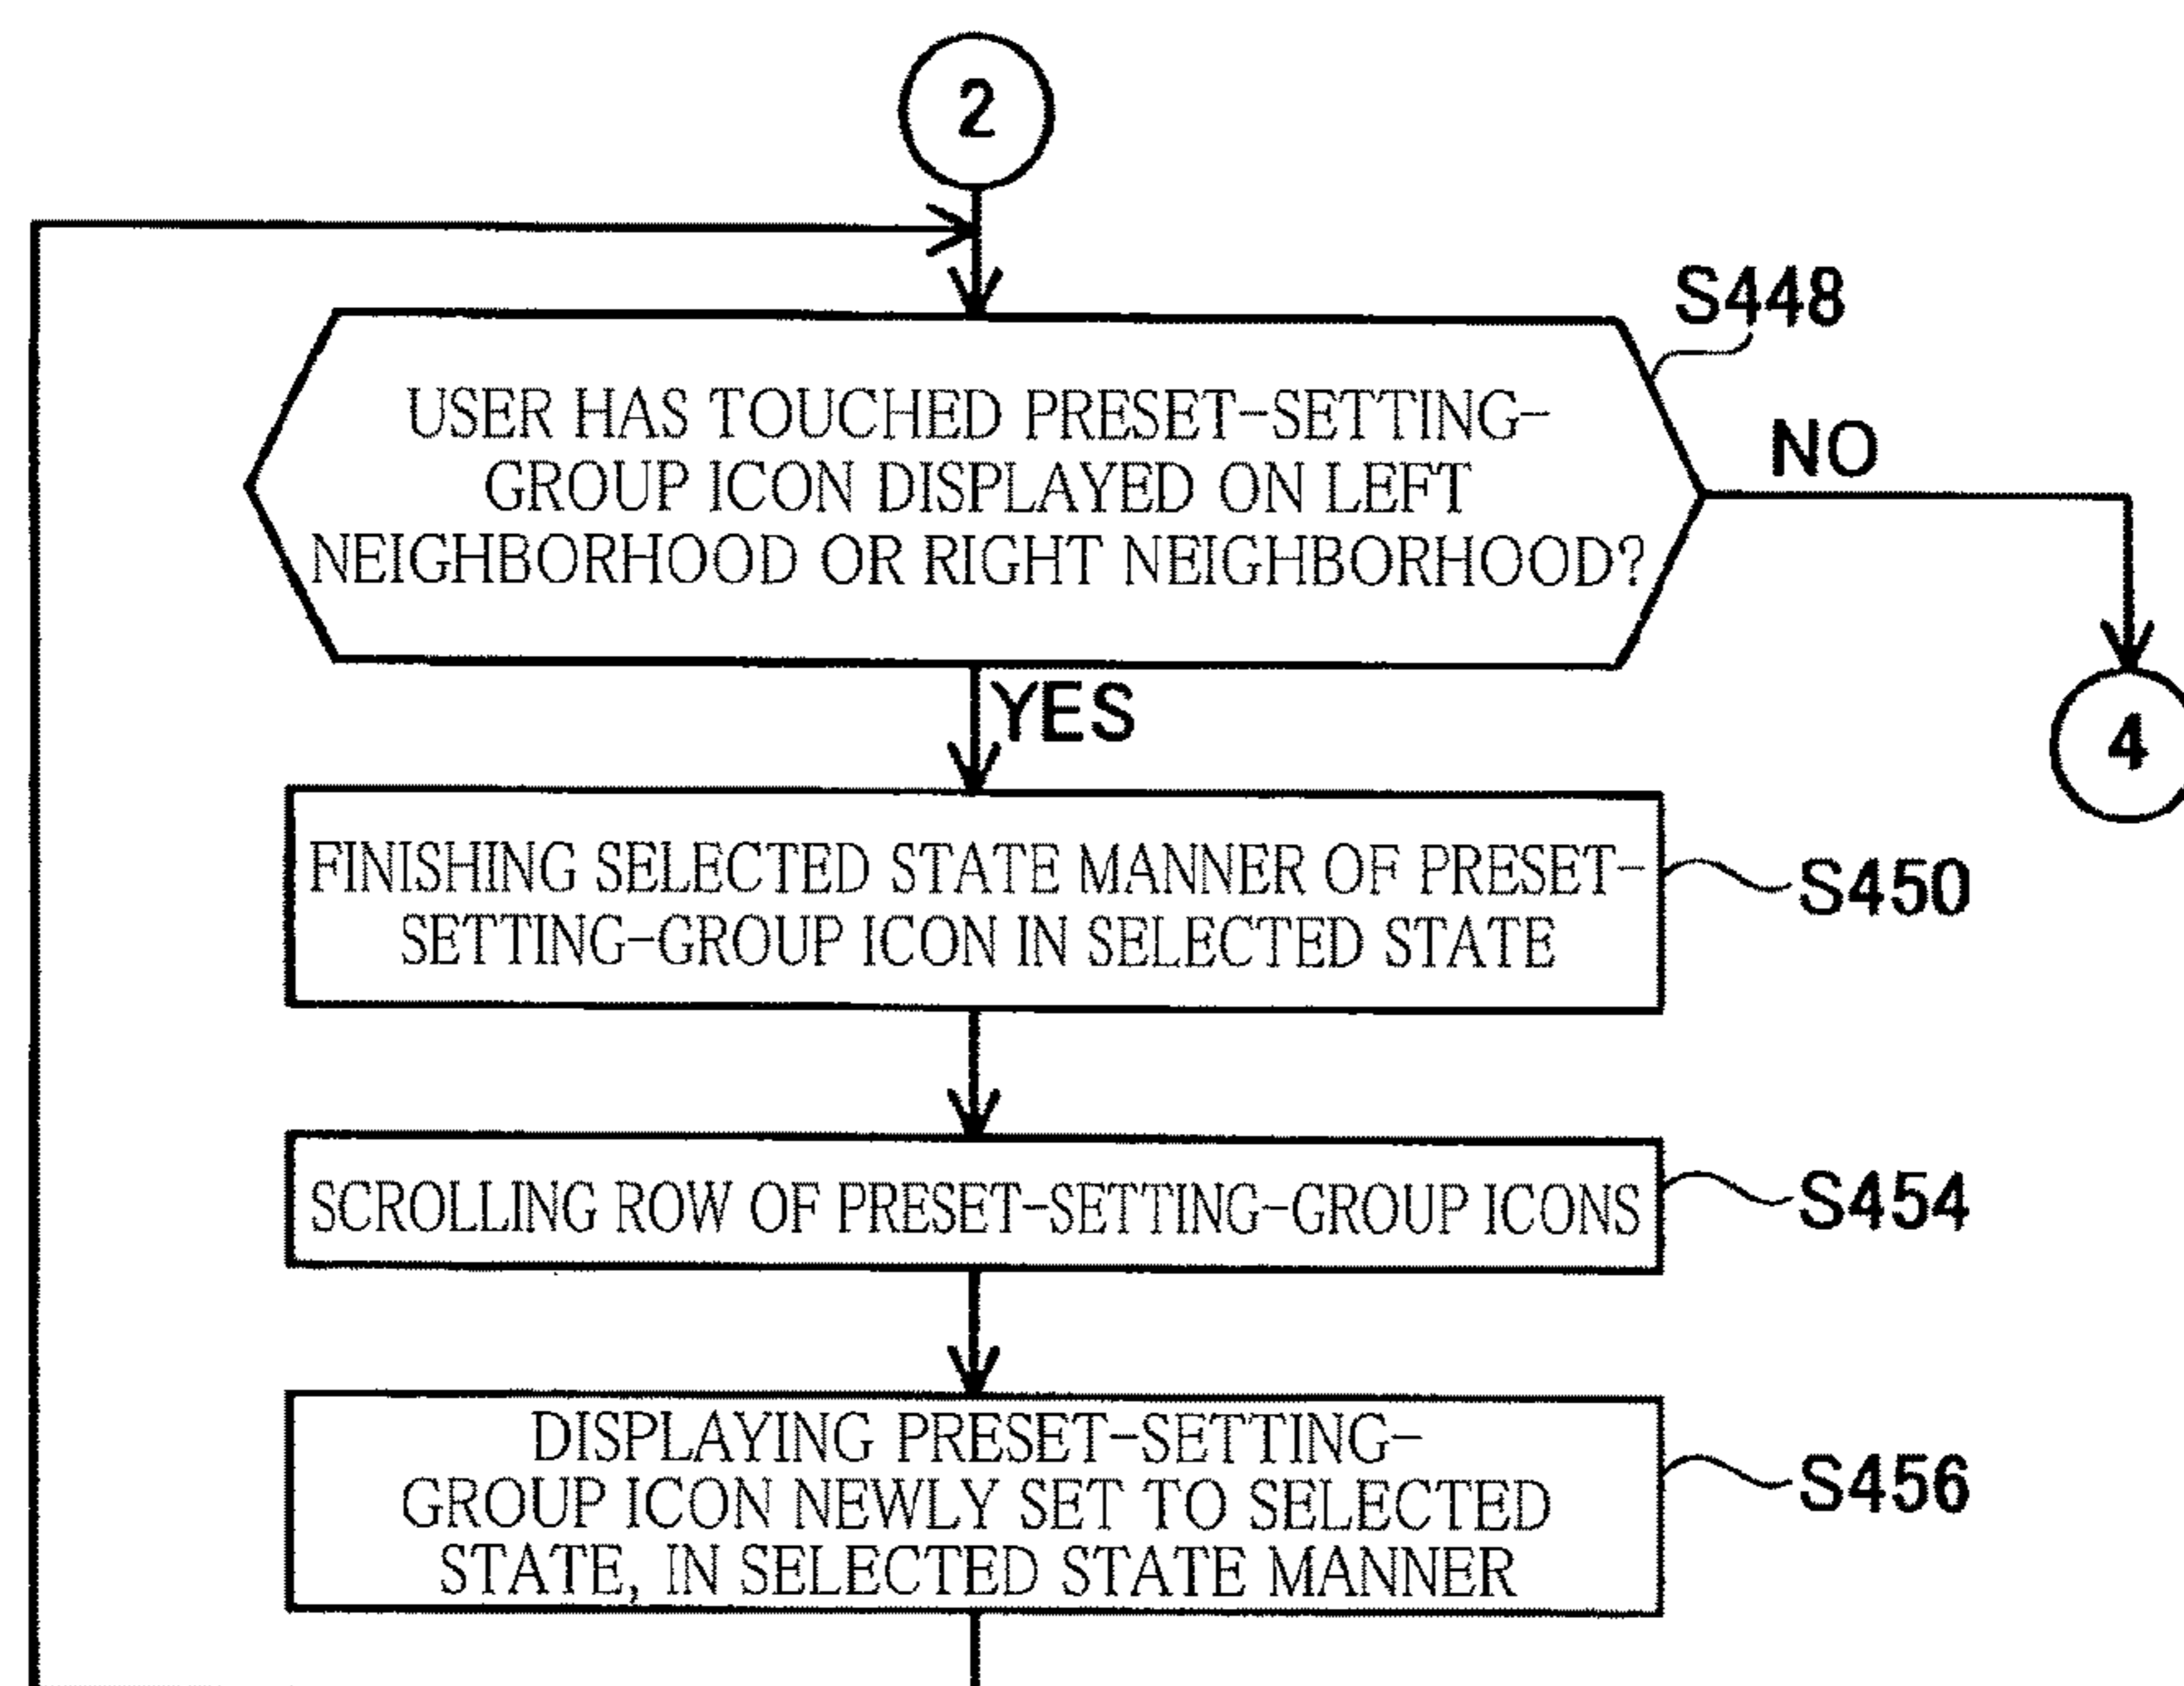 2
S448
USER HAS TOUCHED PRESET-SETTING-
GROUP ICON DISPLAYED ON LEFT
NEIGHBORHOOD OR RIGHT NEIGHBORHOOD?
NO
YES
4
FINISHING SELECTED STATE MANNER OF PRESET-
SETTING-GROUP ICON IN SELECTED STATE
S450
SCROLLING ROW OF PRESET-SETTING-GROUP ICONS
S454
DISPLAYING PRESET-SETTING-
GROUP ICON NEWLY SET TO SELECTED
STATE, IN SELECTED STATE MANNER
S456